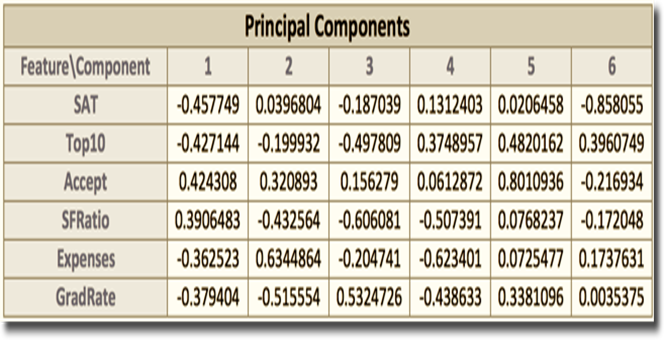 Principal Components
Feature\Component 1 2 3 4 5 6
SAT -0.457749 0.0396804 -0.187039 0.1312403 0.0206458 -0.858055
Top10 -0.427144 -0.199932 -0.497809 0.3748957 0.4820162 0.3960749
Accept 0.424308 0.320893 0.156279 0.0612872 0.8010936 -0.216934
SFRatio 0.3906483 -0.432564 -0.606081 -0.507391 0.0768237 -0.172048
Expenses -0.362523 0.6344864 -0.204741 -0.623401 0.0725477 0.1737631
GradRate -0.379404 -0.515554 0.5324726 -0.438633 0.3381096 0.0035375